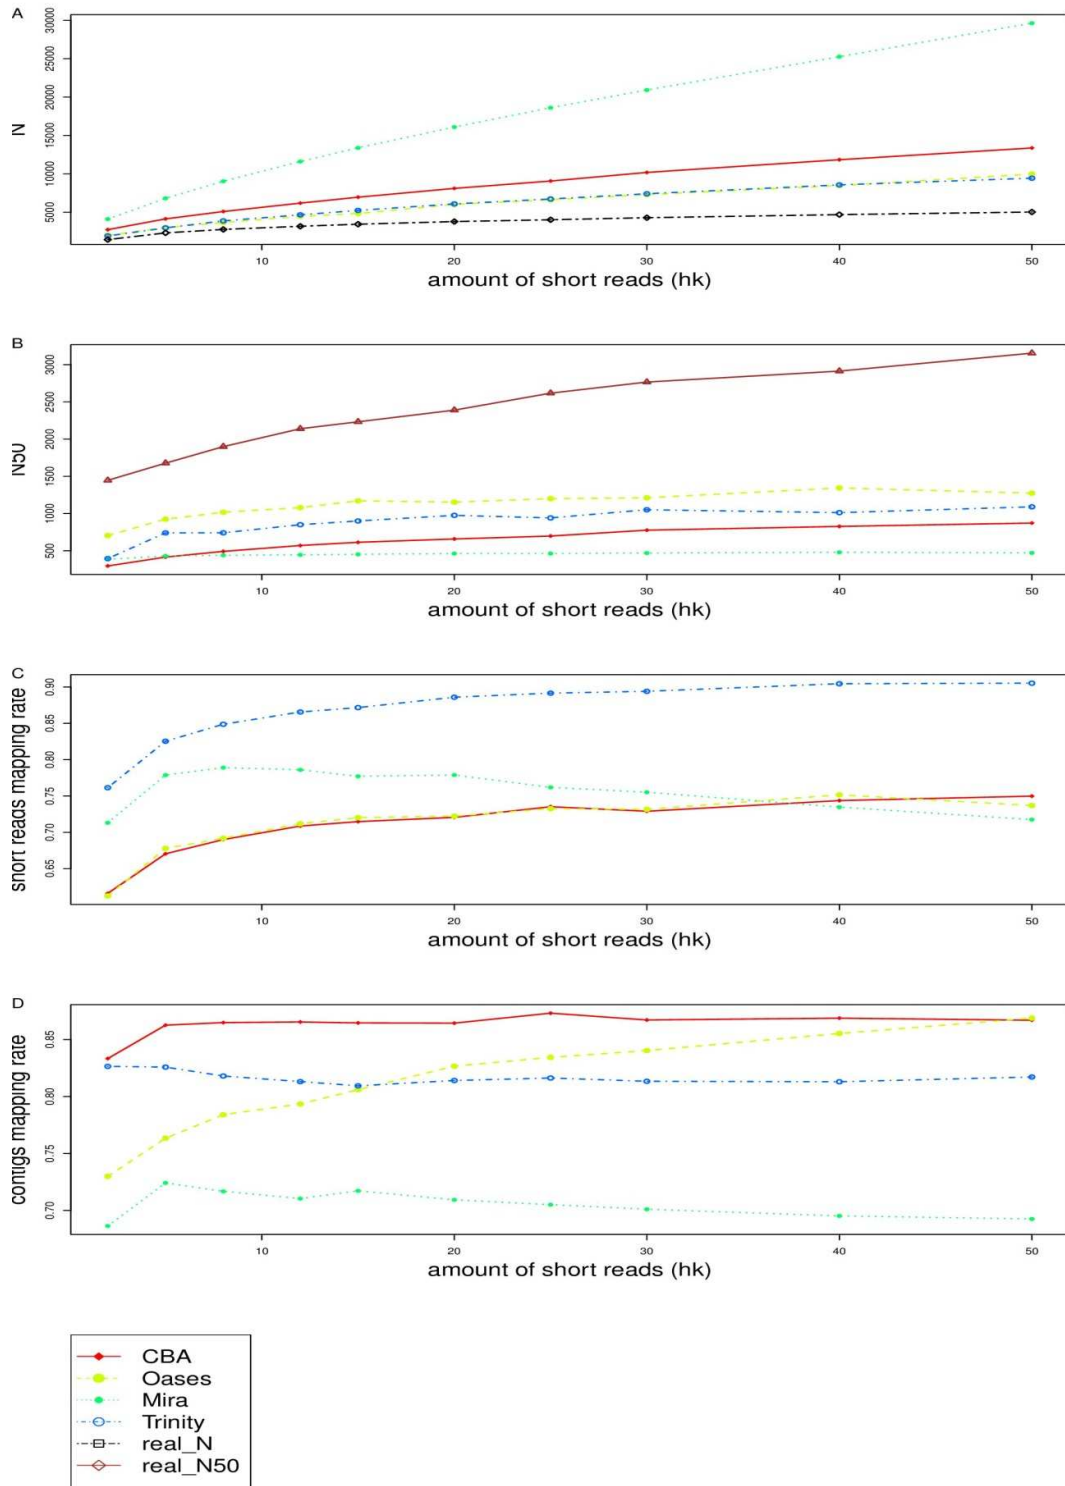 A
30000
25000
20000
15000
10000
5000
N
10 20 30 40 50
amount of short reads (hk)
B
3000
2500
2000
1500
1000
500
N50
10 20 30 40 50
amount of short reads (hk)
C
0.90
0.85
0.80
0.75
0.70
0.65
short reads mapping rate
10 20 30 40 50
amount of short reads (hk)
D
0.85
0.80
0.75
0.70
contigs mapping rate
10 20 30 40 50
amount of short reads (hk)
CBA
Oases
Mira
Trinity
real_N
real_N50